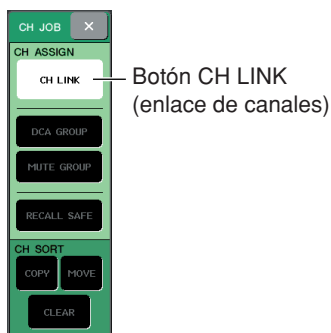 CH JOB ×
CH ASSIGN
CH LINK
Botón CH LINK
(enlace de canales)
DCA GROUP
MUTE GROUP
RECALL SAFE
CH SORT
COPY MOVE
CLEAR